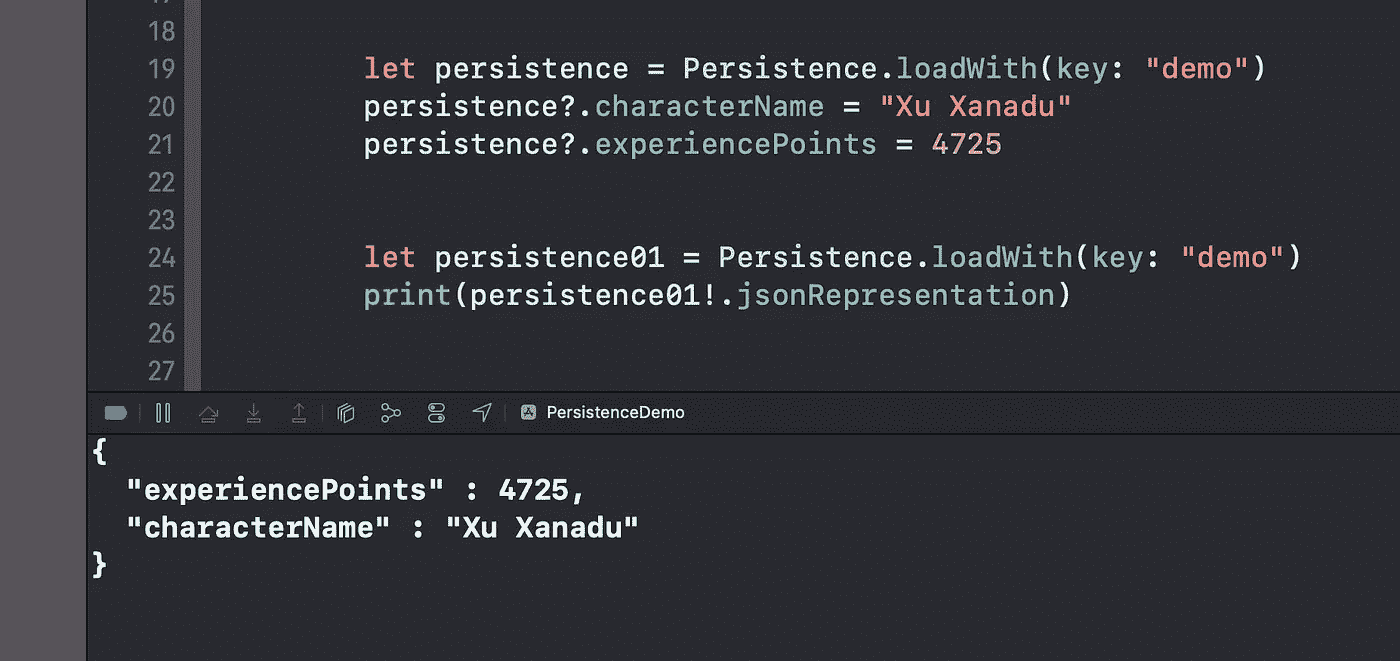 18
19 let persistence = Persistence.loadWith(key: "demo")
20 persistence?.characterName = "Xu Xanadu"
21 persistence?.experiencePoints = 4725
22
23
24 let persistence01 = Persistence.loadWith(key: "demo")
25 print(persistence01!.jsonRepresentation)
26
27
PersistenceDemo
{
"experiencePoints" : 4725,
"characterName" : "Xu Xanadu"
}